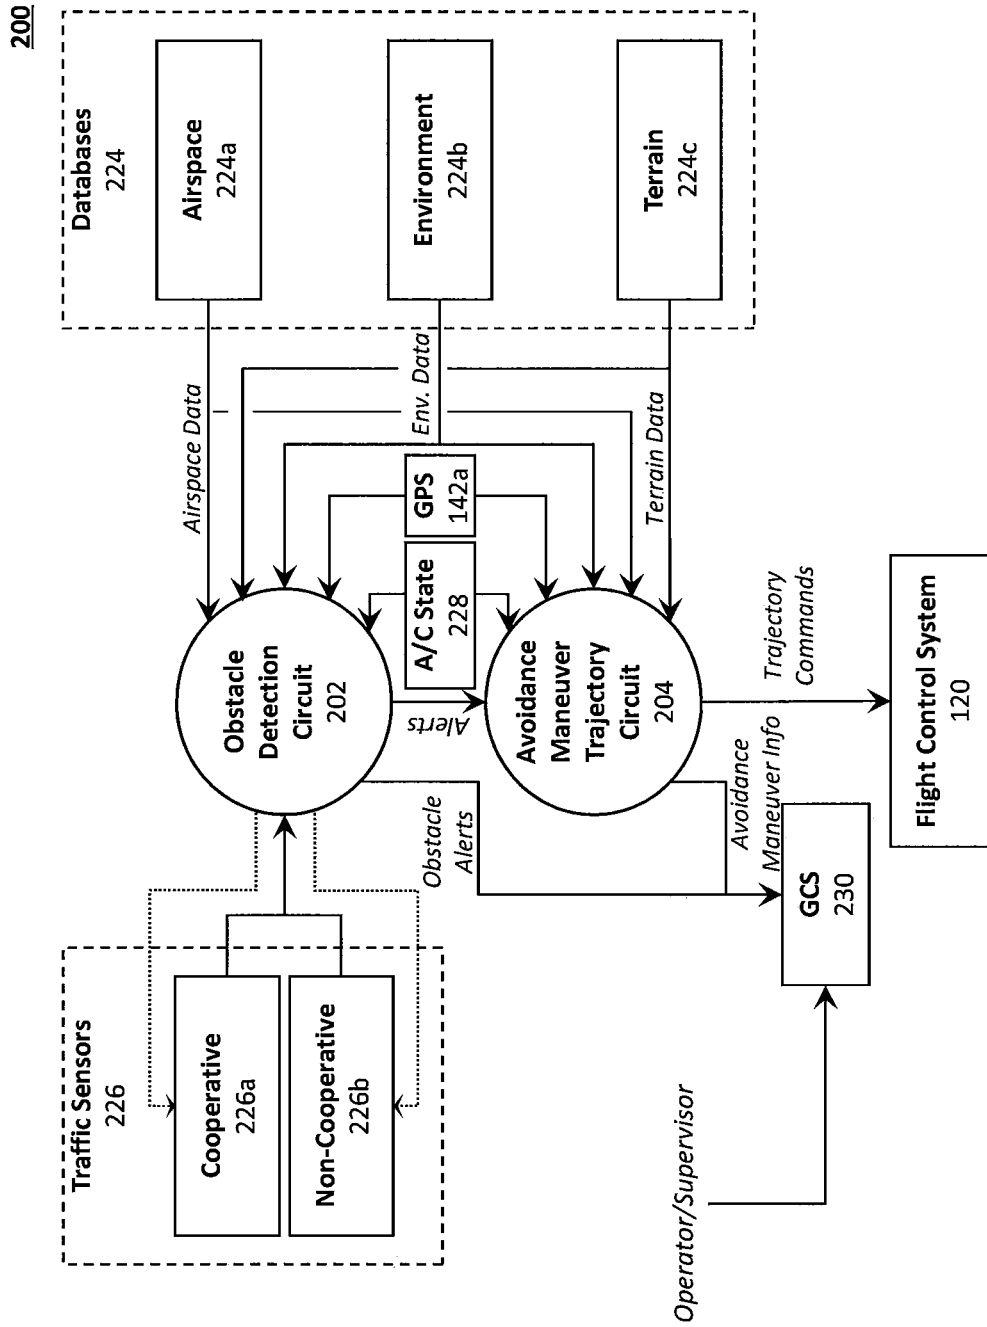 200
Traffic Sensors
226
Cooperative
226a
Non-Cooperative
226b
Obstacle
Detection
Circuit
202
Alerts
Avoidance
Maneuver
Trajectory
Circuit
204
A/C State
228
GPS
142a
Airspace Data
Env. Data
Terrain Data
Databases
224
Airspace
224a
Environment
224b
Terrain
224c
Obstacle
Alerts
Avoidance
Maneuver Info
Trajectory
Commands
Operator/Supervisor
GCS
230
Flight Control System
120